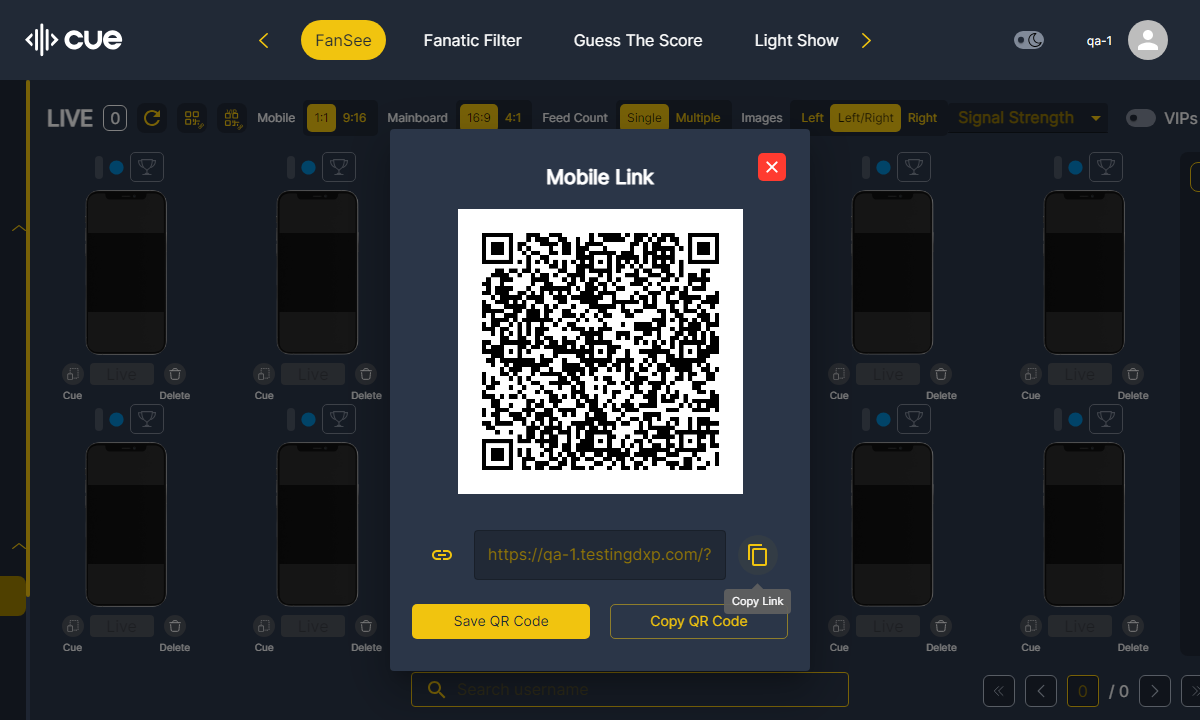 cue
FanSee
Fanatic Filter
Guess The Score
Light Show
qa-1
LIVE 0
Mobile 1:1 9:16
Mainboard 16:9 4:1
Feed Count Single Multiple
Images Left Left/Right Right
Signal Strength
VIPs
Mobile Link
Live Live Live Live
Cue Delete Cue Delete Cue Delete Cue Delete
https://qa-1.testingdxp.com/?
Copy Link
Save QR Code Copy QR Code
Live Live Live Live
Cue Delete Cue Delete Cue Delete Cue Delete
Search username
0 / 0